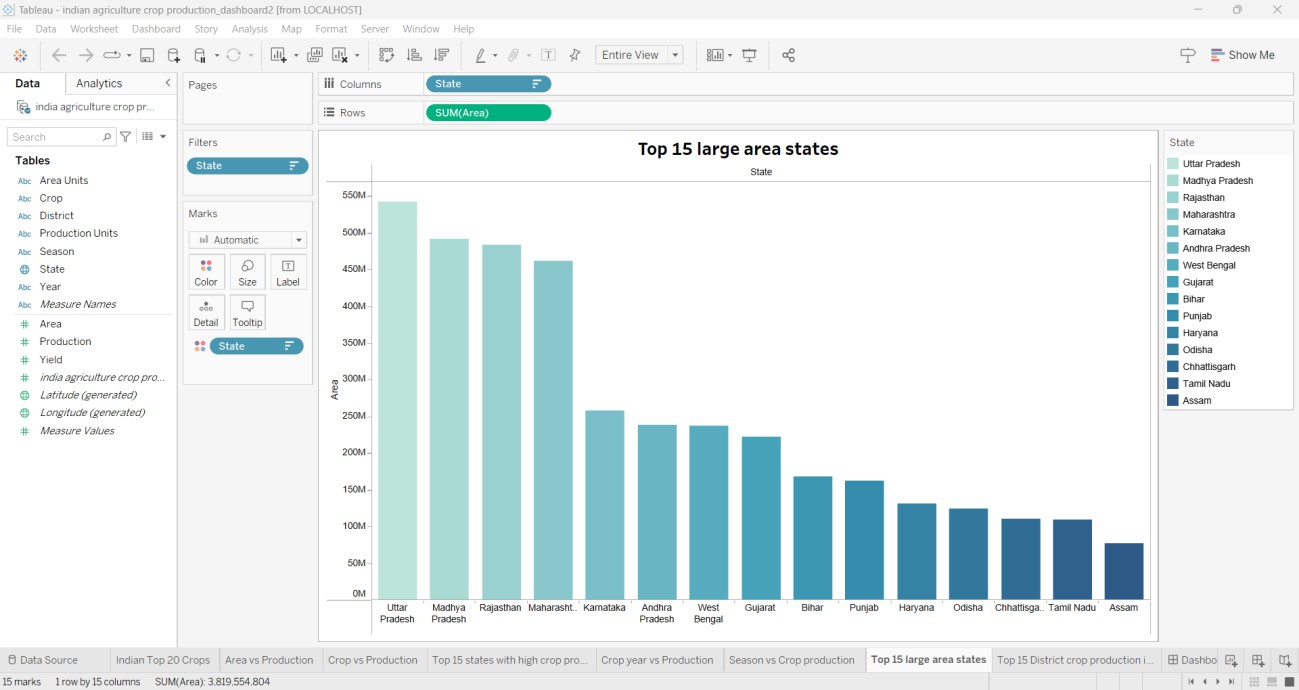 Tableau - indian agriculture crop production_dashboard2 [from LOCALHOST]
File Data Worksheet Dashboard Story Analysis Map Format Server Window Help
Entire View
Show Me
Data Analytics
india agriculture crop pr...
Search
Tables
Abc Area Units
Abc Crop
Abc District
Abc Production Units
Abc Season
State
Abc Year
Abc Measure Names
# Area
# Production
# Yield
# india agriculture crop pro...
Latitude (generated)
Longitude (generated)
# Measure Values
Pages
Filters
State
Marks
Automatic
Color Size Label
Detail Tooltip
State
Columns State
Rows SUM(Area)
Top 15 large area states
State
Area
550M
500M
450M
400M
350M
300M
250M
200M
150M
100M
50M
0M
Uttar Pradesh
Madhya Pradesh
Rajasthan
Maharasht..
Karnataka
Andhra Pradesh
West Bengal
Gujarat
Bihar
Punjab
Haryana
Odisha
Chhattisga..
Tamil Nadu
Assam
State
Uttar Pradesh
Madhya Pradesh
Rajasthan
Maharashtra
Karnataka
Andhra Pradesh
West Bengal
Gujarat
Bihar
Punjab
Haryana
Odisha
Chhattisgarh
Tamil Nadu
Assam
Data Source Indian Top 20 Crops Area vs Production Crop vs Production Top 15 states with high crop pro... Crop year vs Production Season vs Crop production Top 15 large area states Top 15 District crop production i... Dashbo
15 marks 1 row by 15 columns SUM(Area): 3,819,554,804